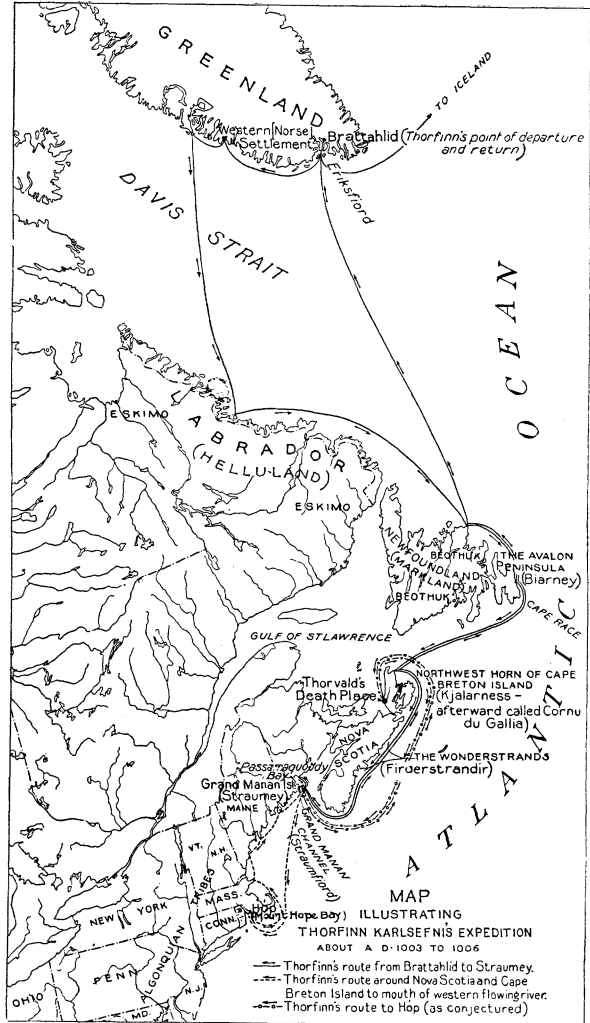 GREENLAND
TO ICELAND
Western Norse
Settlement
Brattahlid (Thorfinn's point of departure
and return)
Eriksfiord
DAVIS
STRAIT
OCEAN
ESKIMO
LABRADOR
(HELLU-LAND)
ESKIMO
NEWFOUNDLAND
(MARKLAND)
BEOTHUK
BEOTHUK
THE AVALON
PENINSULA
(Biarney)
CAPE RACE
GULF OF ST LAWRENCE
NORTHWEST HORN OF CAPE
BRETON ISLAND
(Kjalarness –
afterward called Cornu
du Gallia)
Thorvald's
Death Place
NOVA
SCOTIA
THE WONDERSTRANDS
(Firderstrandir)
Passamaquoddy
Bay
Grand Manan Isl.
(Straumey)
MAINE
GRAND MANAN
CHANNEL
(Straumfiord)
ATLANTIC
VT.
N.H.
MASS.
CONN.
HÓP
(Mount Hope Bay)
NEW YORK
PENN
ALGONQUIAN TRIBES
N.J.
OHIO
MD.
MAP
ILLUSTRATING
THORFINN KARLSEFNI'S EXPEDITION
ABOUT A D. 1003 TO 1006
Thorfinn's route from Brattahlid to Straumey.
Thorfinn's route around Nova Scotia and Cape
Breton Island to mouth of western flowing river.
Thorfinn's route to Hóp (as conjectured)